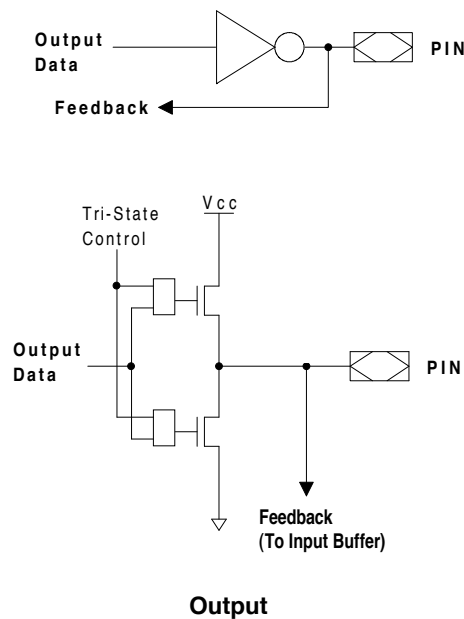 Output
Data
PIN
Feedback
Vcc
Tri-State
Control
Output
Data
PIN
Feedback
(To Input Buffer)
Output